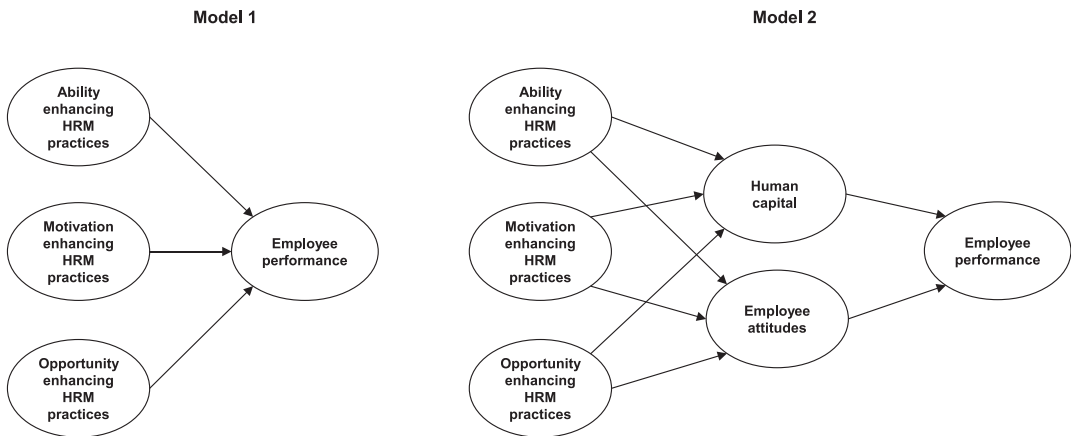 Model 1
Ability
enhancing
HRM
practices
Motivation
enhancing
HRM
practices
Opportunity
enhancing
HRM
practices
Employee
performance
Model 2
Ability
enhancing
HRM
practices
Motivation
enhancing
HRM
practices
Opportunity
enhancing
HRM
practices
Human
capital
Employee
attitudes
Employee
performance